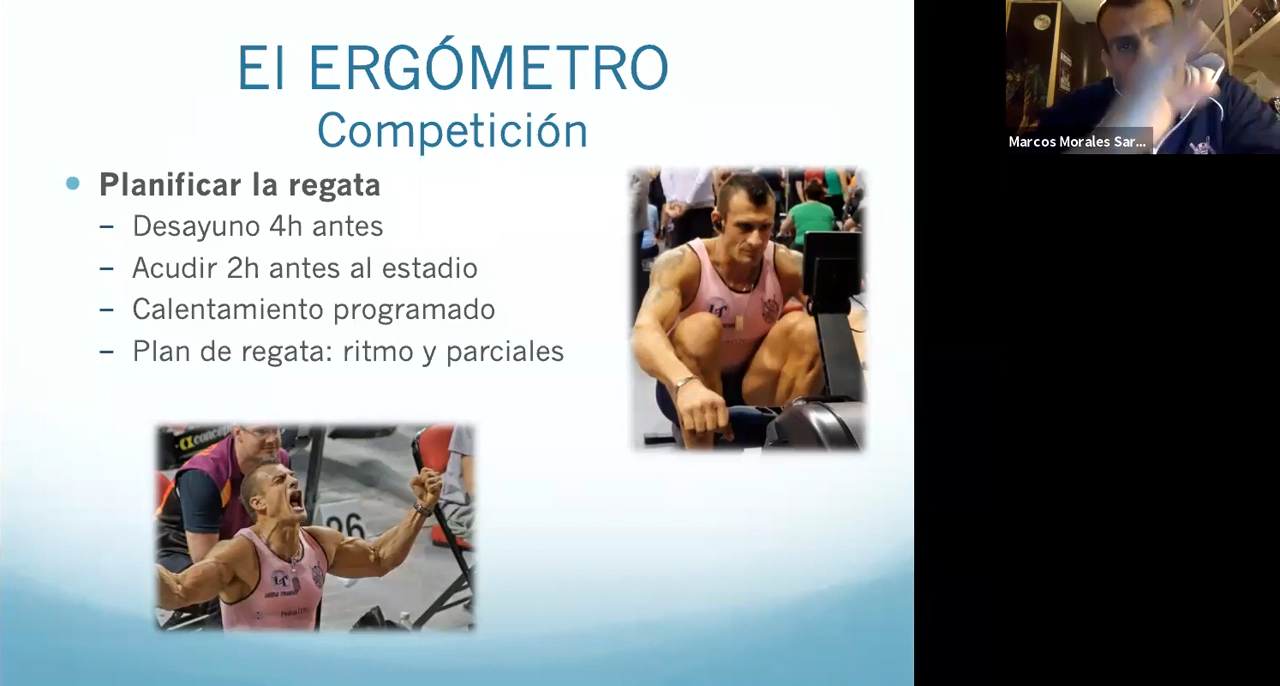 El ERGÓMETRO
Competición
Planificar la regata
– Desayuno 4h antes
– Acudir 2h antes al estadio
– Calentamiento programado
– Plan de regata: ritmo y parciales
Marcos Morales Sar...
26